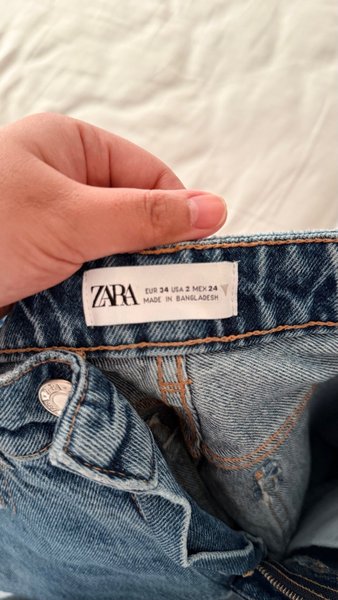 ZARA
EUR 34 USA 2 MEX 24
MADE IN BANGLADESH